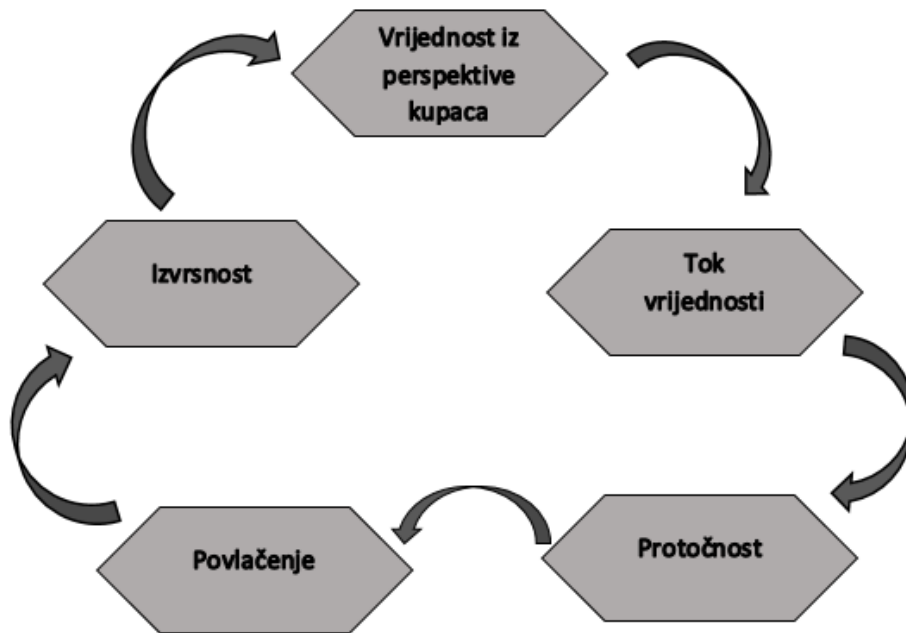 Vrijednost iz
perspektive
kupaca
Tok
vrijednosti
Protočnost
Povlačenje
Izvrsnost